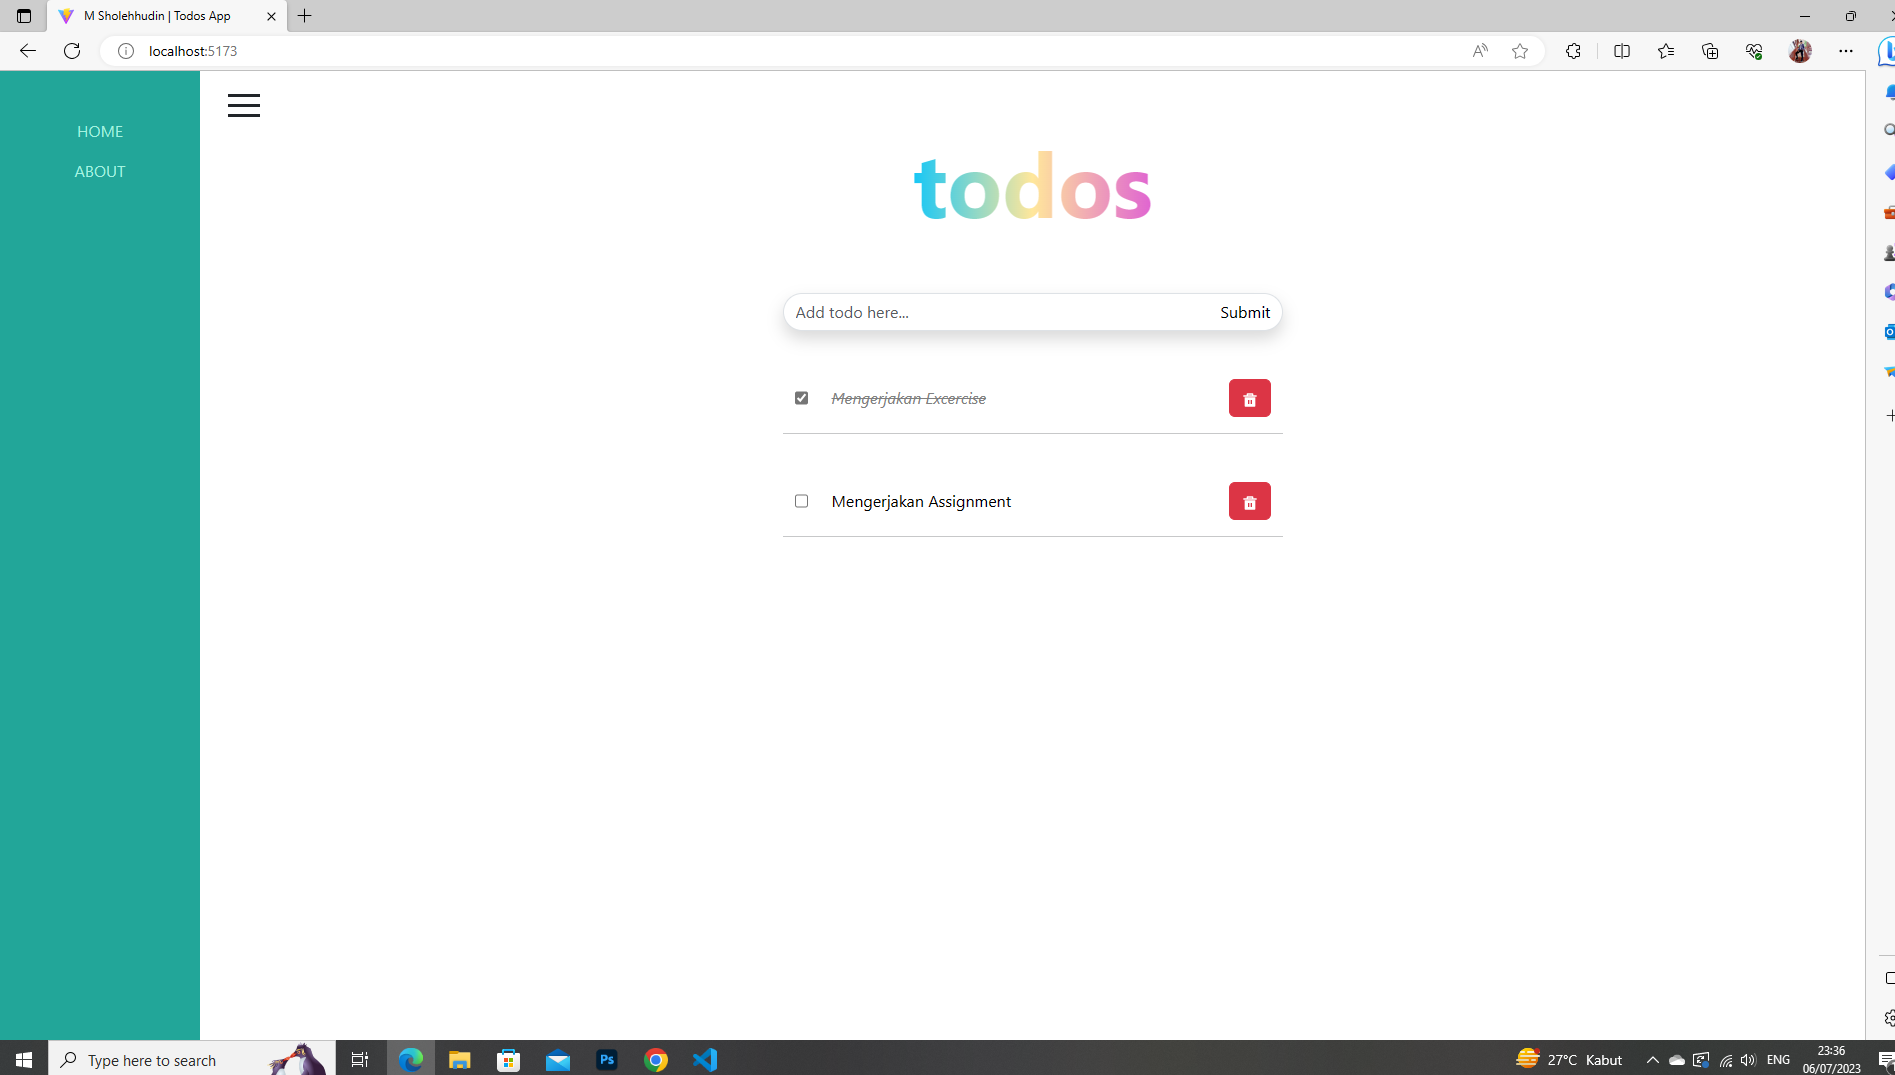 M Sholehhudin | Todos App
localhost:5173
HOME
ABOUT
todos
Add todo here...
Submit
Mengerjakan Excercise
Mengerjakan Assignment
Type here to search
Ps
27°C Kabut
ENG
23:36
06/07/2023